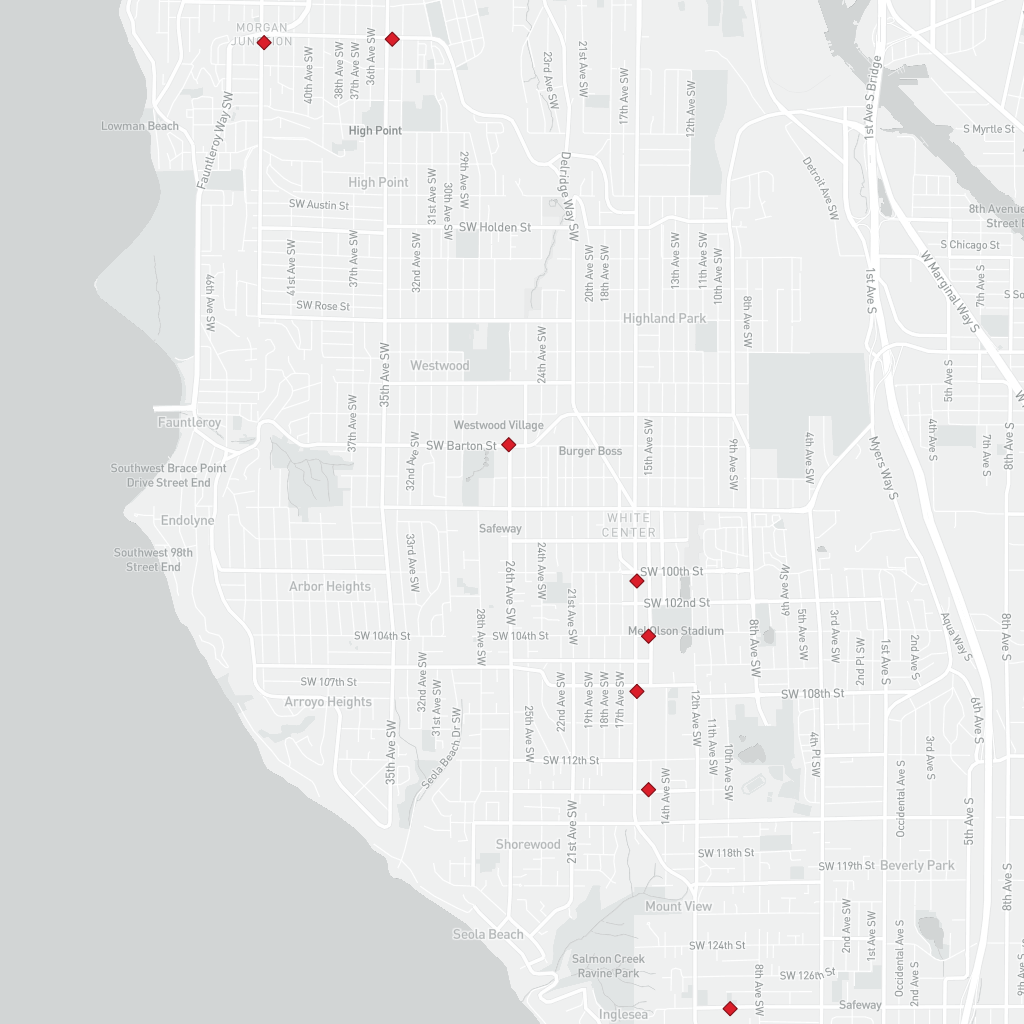 MORGAN
JUNCTION
40th Ave SW
38th Ave SW
37th Ave SW
36th Ave SW
23rd Ave SW
21st Ave SW
17th Ave SW
12th Ave SW
1st Ave S Bridge
Lowman Beach
Fauntleroy Way SW
High Point
S Myrtle St
High Point
31st Ave SW
30th Ave SW
29th Ave SW
Delridge Way SW
Detroit Ave SW
SW Austin St
SW Holden St
8th Avenue
Street E
S Chicago St
46th Ave SW
41st Ave SW
37th Ave SW
32nd Ave SW
20th Ave SW
18th Ave SW
13th Ave SW
11th Ave SW
10th Ave SW
8th Ave SW
1st Ave S
W Marginal Way S
7th Ave S
S So
SW Rose St
Highland Park
Westwood
24th Ave SW
35th Ave SW
5th Ave S
W
Fauntleroy
37th Ave SW
32nd Ave SW
Westwood Village
SW Barton St
Burger Boss
15th Ave SW
9th Ave SW
4th Ave SW
Myers Way S
4th Ave S
7th Ave S
8th Ave S
Southwest Brace Point
Drive Street End
Endolyne
Safeway
WHITE
CENTER
Southwest 98th
Street End
33rd Ave SW
Arbor Heights
26th Ave SW
24th Ave SW
21st Ave SW
28th Ave SW
SW 100th St
SW 102nd St
Mel Olson Stadium
6th Ave SW
5th Ave SW
8th Ave SW
3rd Ave SW
2nd Pl SW
1st Ave S
2nd Ave S
Aqua Way S
8th Ave S
SW 104th St
SW 104th St
SW 107th St
Arroyo Heights
32nd Ave SW
31st Ave SW
35th Ave SW
Seola Beach Dr SW
25th Ave SW
22nd Ave SW
19th Ave SW
18th Ave SW
17th Ave SW
12th Ave SW
11th Ave SW
10th Ave SW
SW 108th St
4th Pl SW
3rd Ave S
6th Ave S
SW 112th St
14th Ave SW
21st Ave SW
Occidental Ave S
5th Ave S
Shorewood
SW 118th St
SW 119th St
Beverly Park
8th Ave S
Mount View
Seola Beach
SW 124th St
2nd Ave SW
1st Ave SW
Occidental Ave S
2nd Ave S
Salmon Creek
Ravine Park
8th Ave SW
SW 126th St
9th Ave S
Safeway
Inglesea